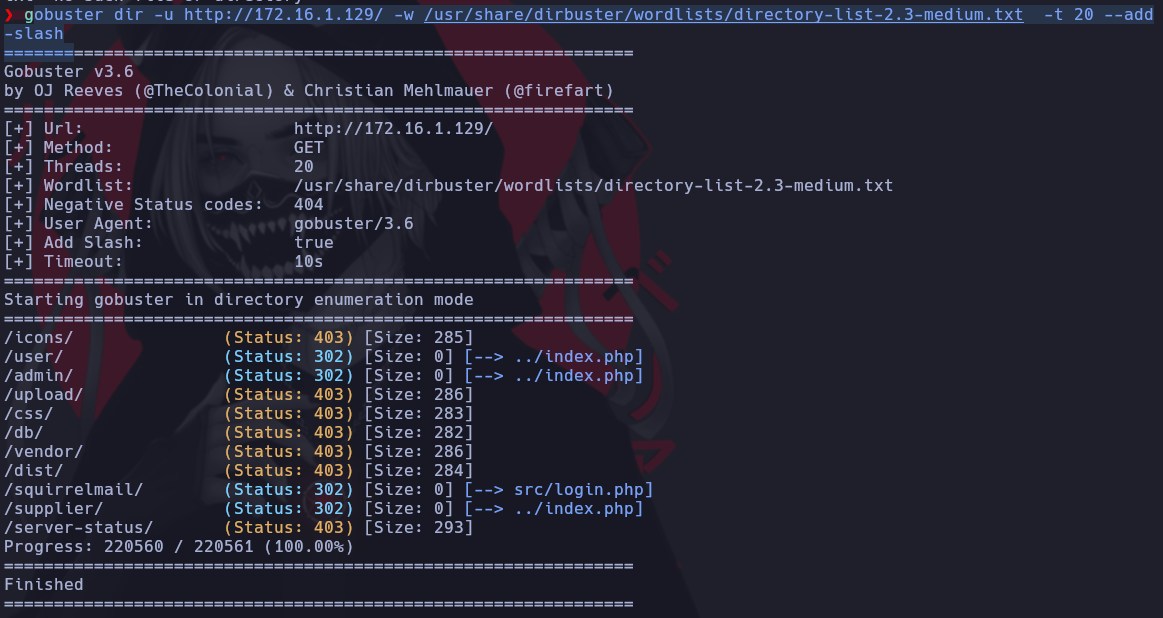 ❯ gobuster dir -u http://172.16.1.129/ -w /usr/share/dirbuster/wordlists/directory-list-2.3-medium.txt  -t 20 --add
-slash
===============================================================
Gobuster v3.6
by OJ Reeves (@TheColonial) & Christian Mehlmauer (@firefart)
===============================================================
[+] Url:                     http://172.16.1.129/
[+] Method:                  GET
[+] Threads:                 20
[+] Wordlist:                /usr/share/dirbuster/wordlists/directory-list-2.3-medium.txt
[+] Negative Status codes:   404
[+] User Agent:              gobuster/3.6
[+] Add Slash:               true
[+] Timeout:                 10s
===============================================================
Starting gobuster in directory enumeration mode
===============================================================
/icons/               (Status: 403) [Size: 285]
/user/                (Status: 302) [Size: 0] [--> ../index.php]
/admin/               (Status: 302) [Size: 0] [--> ../index.php]
/upload/              (Status: 403) [Size: 286]
/css/                 (Status: 403) [Size: 283]
/db/                  (Status: 403) [Size: 282]
/vendor/              (Status: 403) [Size: 286]
/dist/                (Status: 403) [Size: 284]
/squirrelmail/        (Status: 302) [Size: 0] [--> src/login.php]
/supplier/            (Status: 302) [Size: 0] [--> ../index.php]
/server-status/       (Status: 403) [Size: 293]
Progress: 220560 / 220561 (100.00%)
===============================================================
Finished
===============================================================